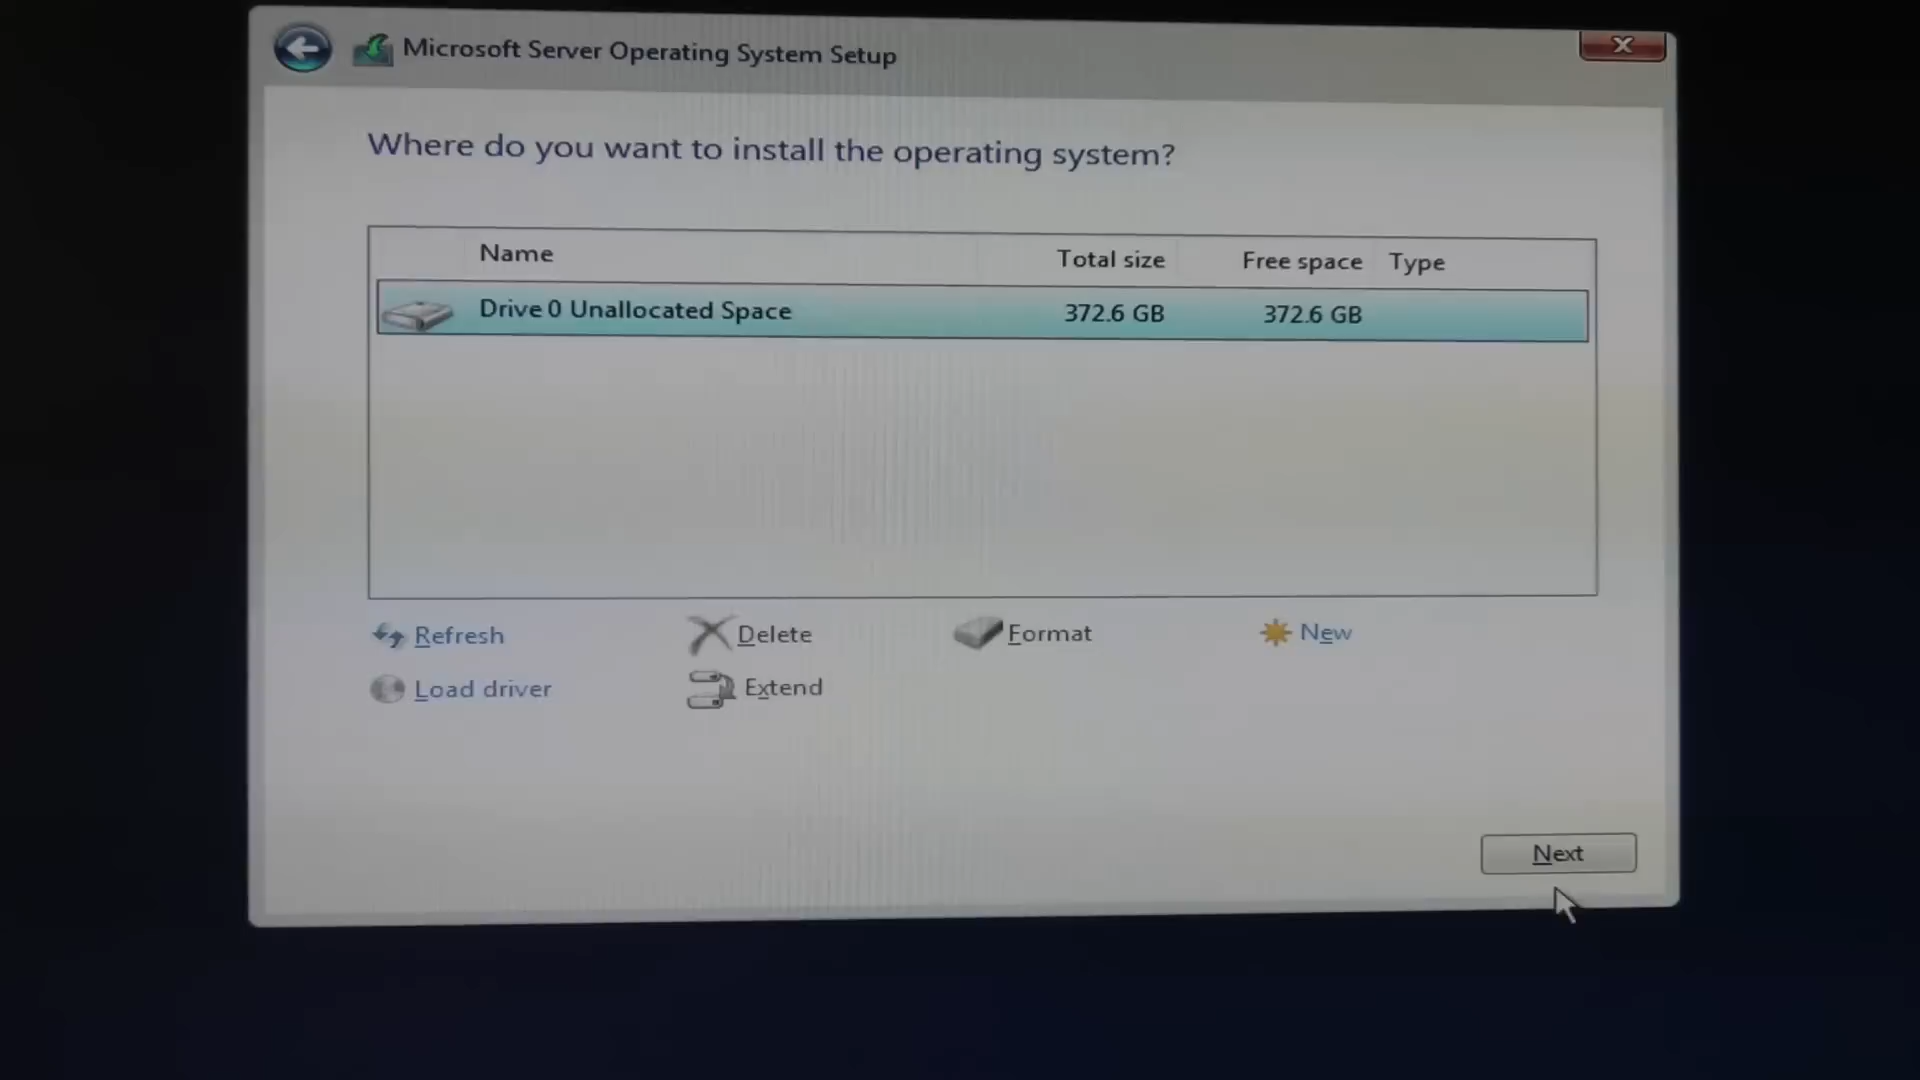 Microsoft Server Operating System Setup
Where do you want to install the operating system?
Name Total size Free space Type
Drive 0 Unallocated Space 372.6 GB 372.6 GB
Refresh Delete Format New
Load driver Extend
Next